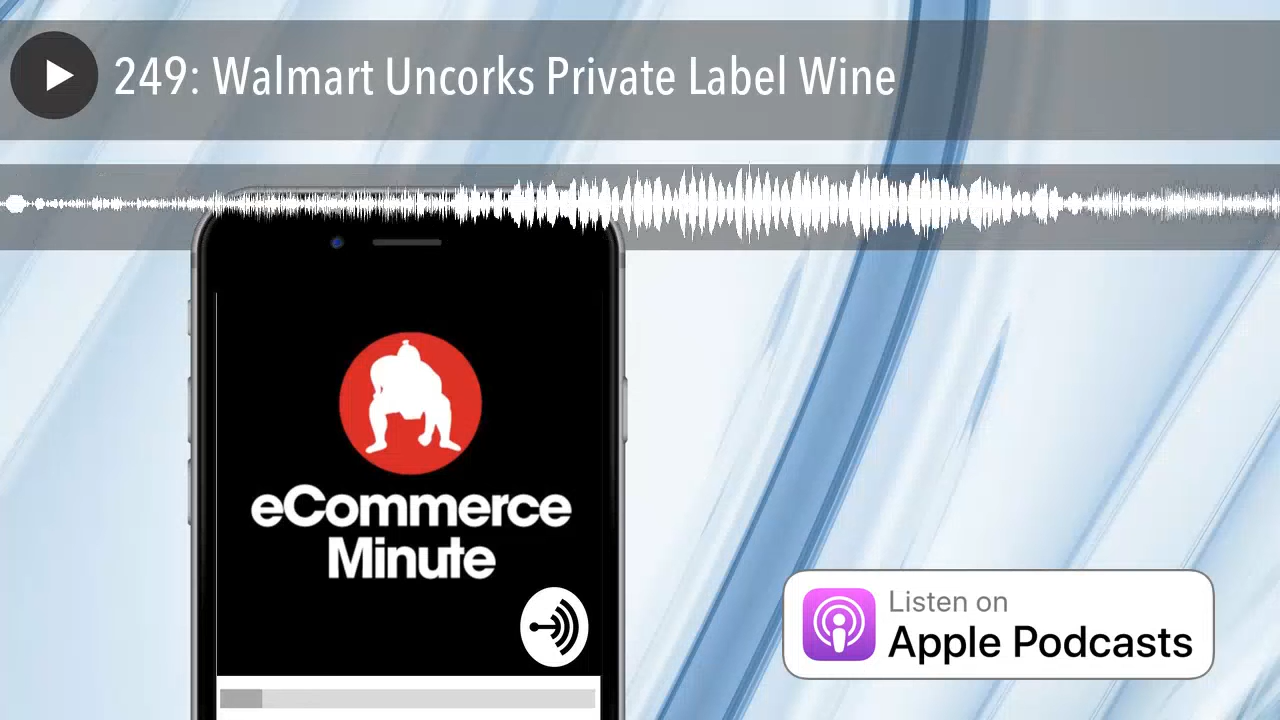 249: Walmart Uncorks Private Label Wine
eCommerce
Minute
Listen on
Apple Podcasts